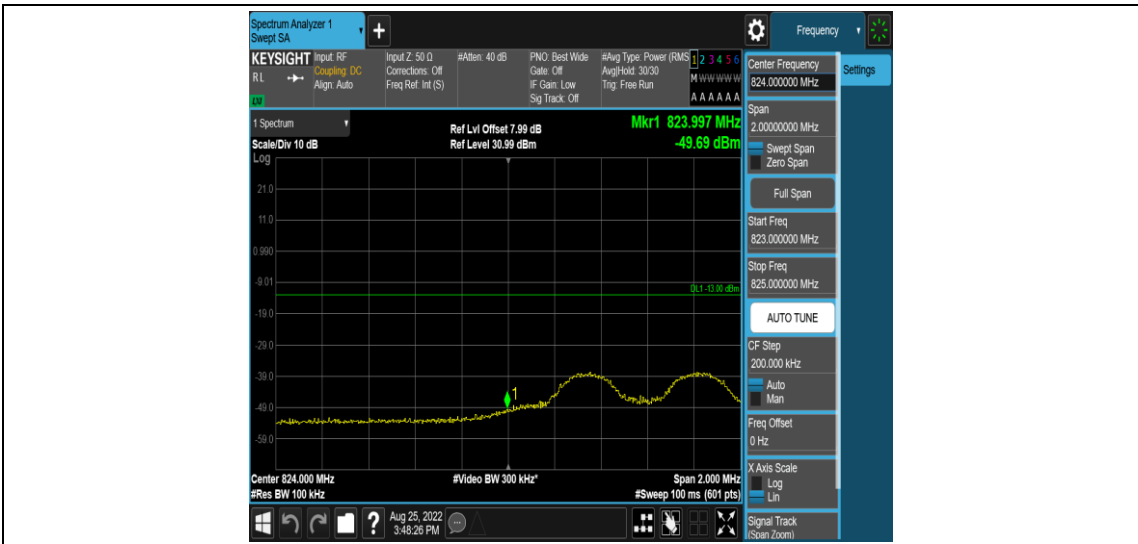 Spectrum Analyzer 1
Swept SA
+
Frequency
KEYSIGHT
RL
LXI
Input: RF
Coupling: DC
Align: Auto
Input Z: 50 Ω
Corrections: Off
Freq Ref: Int (S)
#Atten: 40 dB
PNO: Best Wide
Gate: Off
IF Gain: Low
Sig Track: Off
#Avg Type: Power (RMS
Avg|Hold: 30/30
Trig: Free Run
1 2 3 4 5 6
M W W W W W
A A A A A A
1 Spectrum
Scale/Div 10 dB
Log
Ref Lvl Offset 7.99 dB
Ref Level 30.99 dBm
Mkr1 823.997 MHz
-49.69 dBm
21.0
11.0
0.990
-9.01
DL1 -13.00 dBm
-19.0
-29.0
-39.0
1
-49.0
-59.0
Center 824.000 MHz
#Video BW 300 kHz*
Span 2.000 MHz
#Res BW 100 kHz
#Sweep 100 ms (601 pts)
Center Frequency
824.000000 MHz
Settings
Span
2.00000000 MHz
Swept Span
Zero Span
Full Span
Start Freq
823.000000 MHz
Stop Freq
825.000000 MHz
AUTO TUNE
CF Step
200.000 kHz
Auto
Man
Freq Offset
0 Hz
X Axis Scale
Log
Lin
Signal Track
(Span Zoom)
?
Aug 25, 2022
3:48:26 PM